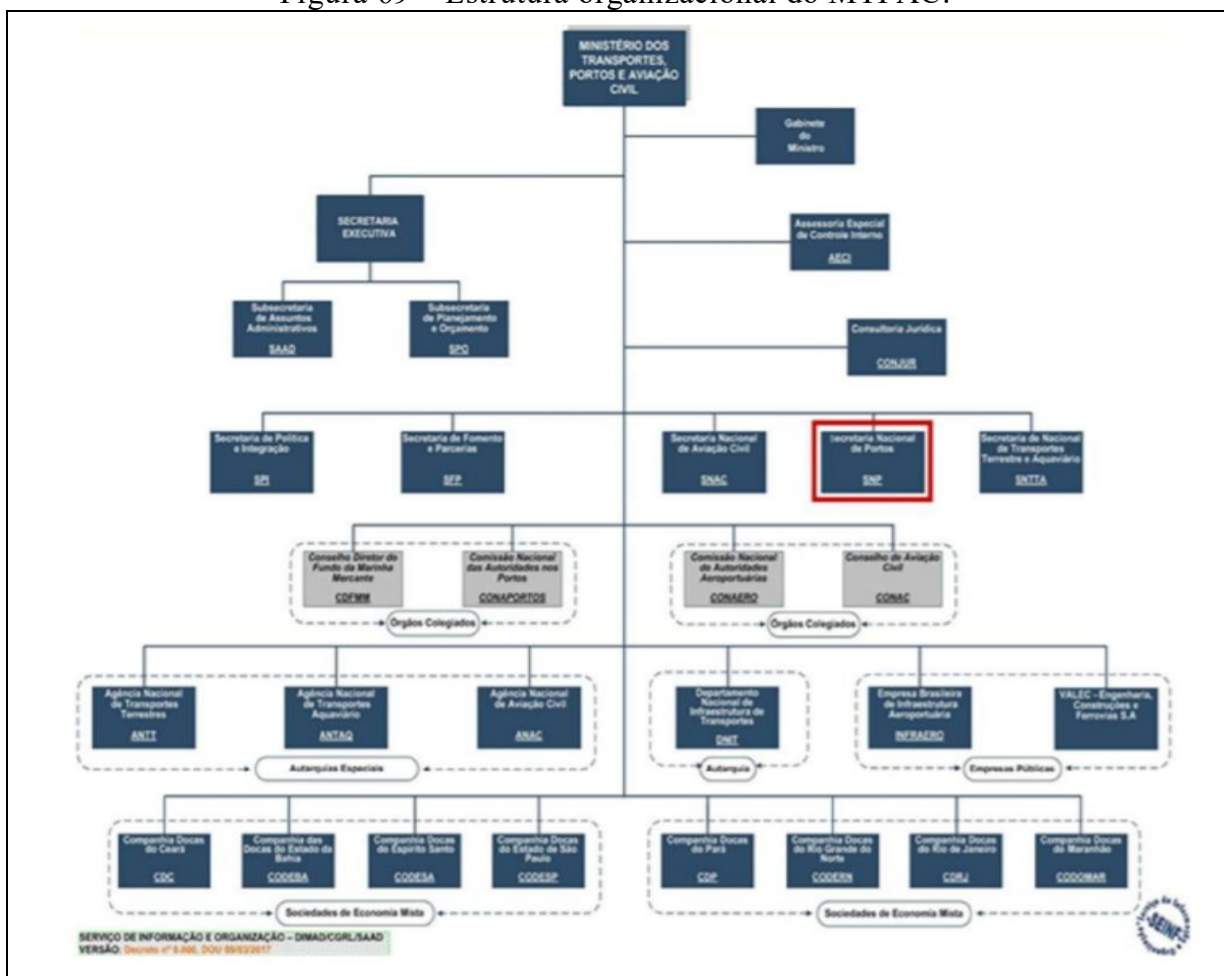 Figura 69 – Estrutura organizacional do MTPAC.
MINISTÉRIO DOS
TRANSPORTES,
PORTOS E AVIAÇÃO
CIVIL
Gabinete
do
Ministro
SECRETARIA
EXECUTIVA
Assessoria Especial
de Controle Interno
AECI
Subsecretaria
de Assuntos
Administrativos
SAAD
Subsecretaria
de Planejamento
e Orçamento
SPO
Consultoria Jurídica
CONJUR
Secretaria de Política
e Integração
SPI
Secretaria de Fomento
e Parcerias
SFP
Secretaria Nacional
de Aviação Civil
SNAC
Secretaria Nacional
de Portos
SNP
Secretaria de Nacional
de Transportes
Terrestre e Aquaviário
SNTTA
Conselho Diretor do
Fundo da Marinha
Mercante
CDFMM
Comissão Nacional
das Autoridades nos
Portos
CONAPORTOS
Comissão Nacional
de Autoridades
Aeroportuárias
CONAERO
Conselho de Aviação
Civil
CONAC
Órgãos Colegiados
Órgãos Colegiados
Agência Nacional
de Transportes
Terrestres
ANTT
Agência Nacional
de Transportes
Aquaviário
ANTAQ
Agência Nacional
de Aviação Civil
ANAC
Departamento
Nacional de
Infraestrutura de
Transportes
DNIT
Empresa Brasileira
de Infraestrutura
Aeroportuária
INFRAERO
VALEC - Engenharia,
Construções e
Ferrovias S.A
Autarquias Especiais
Autarquia
Empresas Públicas
Companhia Docas
do Ceará
CDC
Companhia das
Docas do Estado da
Bahia
CODEBA
Companhia Docas
do Espírito Santo
CODESA
Companhia Docas
do Estado de São
Paulo
CODESP
Companhia Docas
do Pará
CDP
Companhia Docas
do Rio Grande do
Norte
CODERN
Companhia Docas
do Rio de Janeiro
CDRJ
Companhia Docas
do Maranhão
CODOMAR
Sociedades de Economia Mista
Sociedades de Economia Mista
SERVIÇO DE INFORMAÇÃO E ORGANIZAÇÃO – DIMAD/CGRL/SAAD
VERSÃO: Decreto nº 9.000, DOU 09/03/2017
SEINF